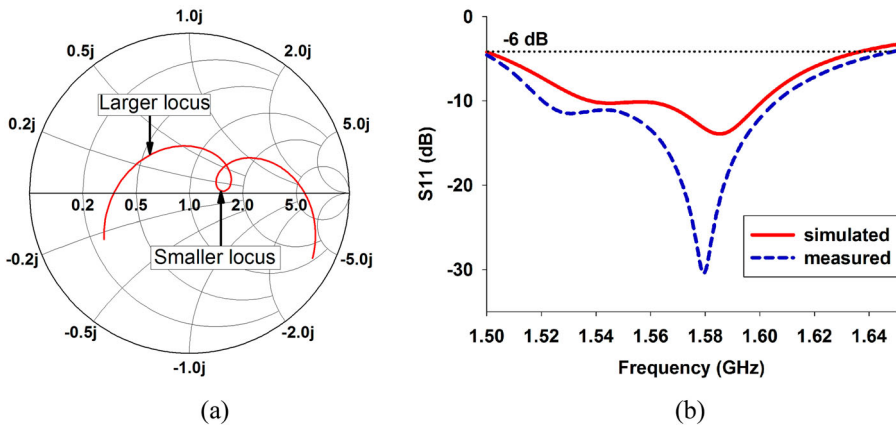 1.0j
0.5j
2.0j
Larger locus
0.2j
5.0j
0.2 0.5 1.0 2.0 5.0
Smaller locus
-0.2j
-5.0j
-0.5j
-2.0j
-1.0j
(a)
0
-6 dB
-10
S11 (dB)
-20
simulated
measured
-30
1.50 1.52 1.54 1.56 1.58 1.60 1.62 1.64
Frequency (GHz)
(b)